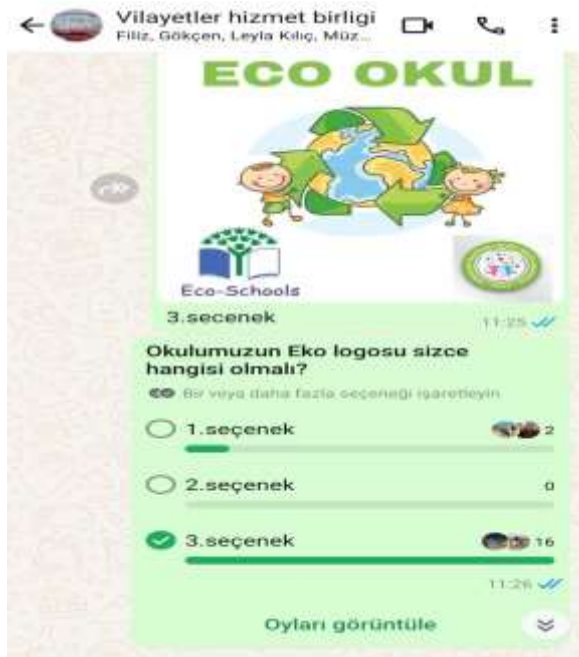 Vilayetler hizmet birligi
Filiz, Gökçen, Leyla Kılıç, Müz...
ECO OKUL
Eco-Schools
3.secenek
11:25
Okulumuzun Eko logosu sizce
hangisi olmalı?
Bir veya daha fazla seçeneği işaretleyin
1.seçenek
2
2.seçenek
0
3.seçenek
16
11:26
Oyları görüntüle